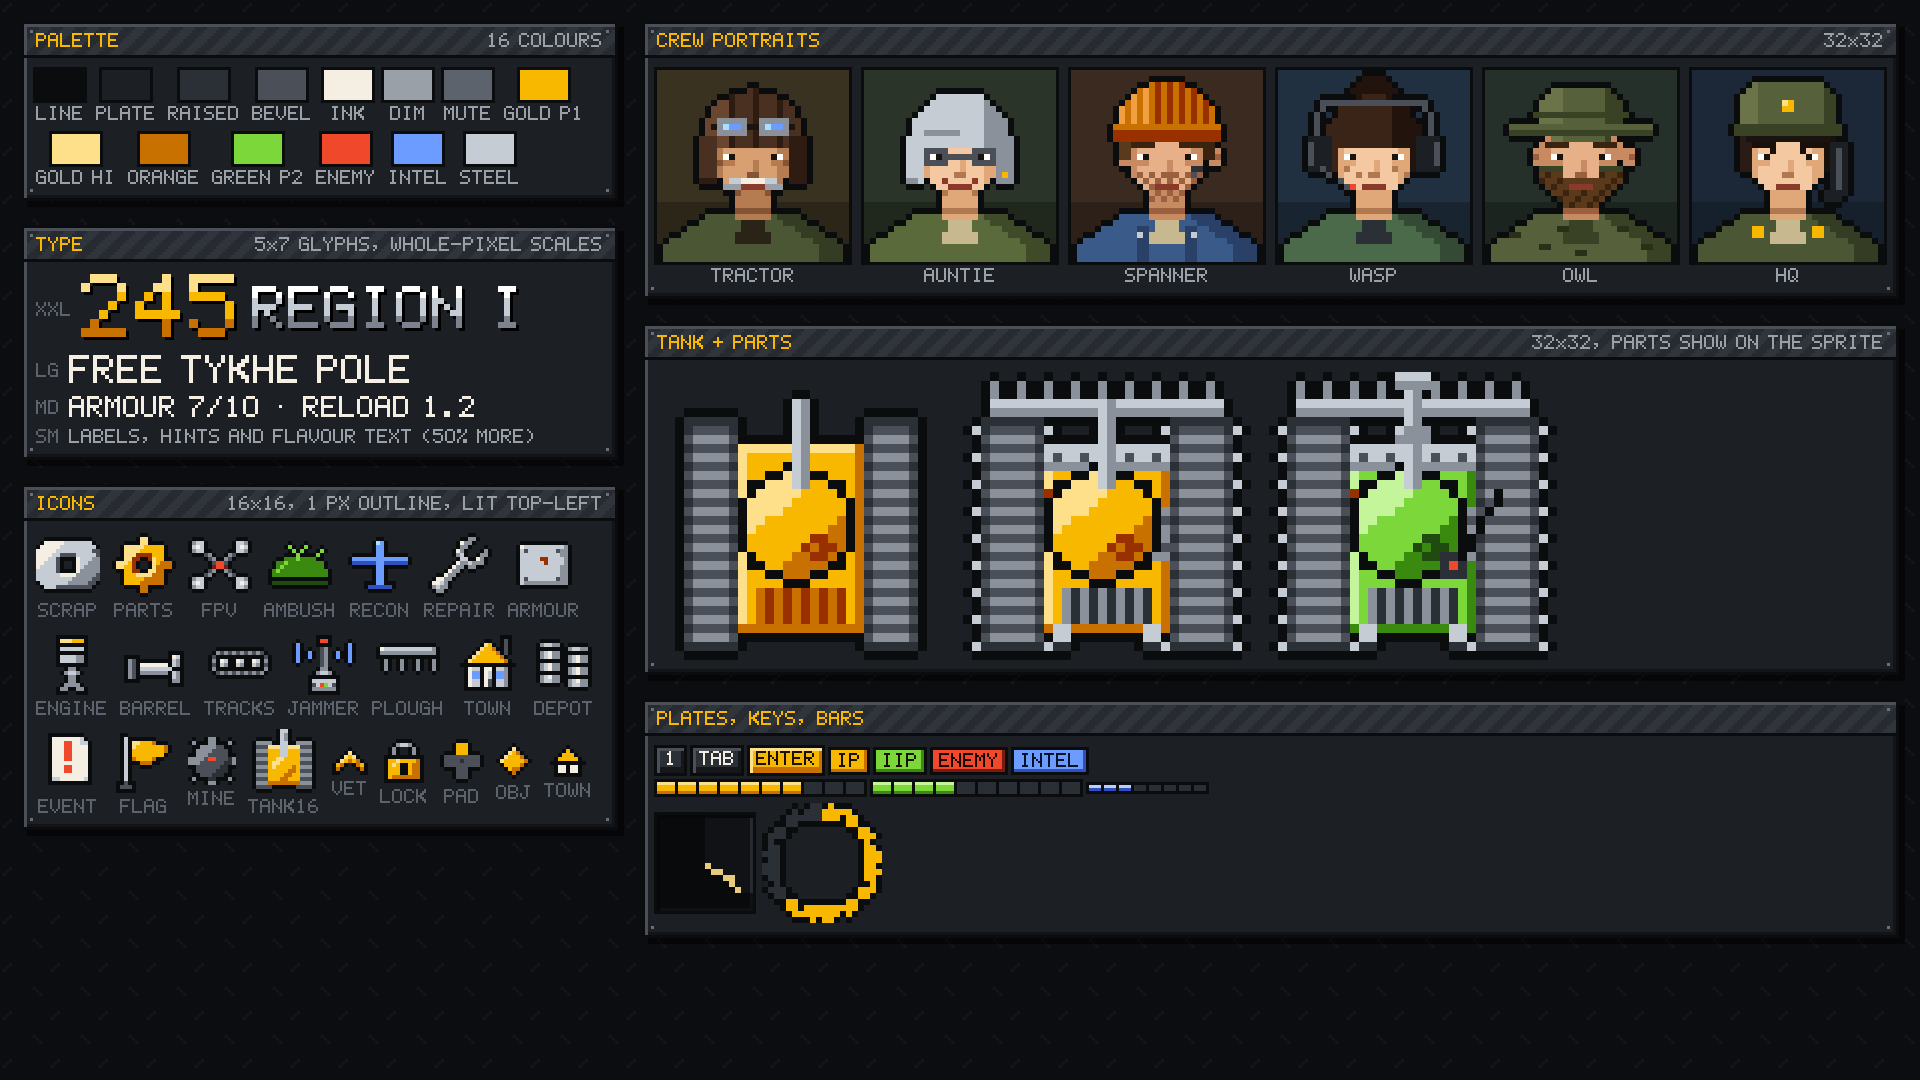 PALETTE 16 COLOURS
LINE PLATE RAISED BEVEL INK DIM MUTE GOLD P1
GOLD HI ORANGE GREEN P2 ENEMY INTEL STEEL
TYPE 5x7 GLYPHS, WHOLE-PIXEL SCALES
XXL 245 REGION I
LG FREE TYKHE POLE
MD ARMOUR 7/10 · RELOAD 1.2
SM LABELS, HINTS AND FLAVOUR TEXT (50% MORE)
ICONS 16x16, 1 PX OUTLINE, LIT TOP-LEFT
SCRAP PARTS FPV AMBUSH RECON REPAIR ARMOUR
ENGINE BARREL TRACKS JAMMER PLOUGH TOWN DEPOT
EVENT FLAG MINE TANK16 VET LOCK PAD OBJ TOWN
CREW PORTRAITS 32x32
TRACTOR AUNTIE SPANNER WASP OWL HQ
TANK + PARTS 32x32, PARTS SHOW ON THE SPRITE
PLATES, KEYS, BARS
1 TAB ENTER IP IIP ENEMY INTEL